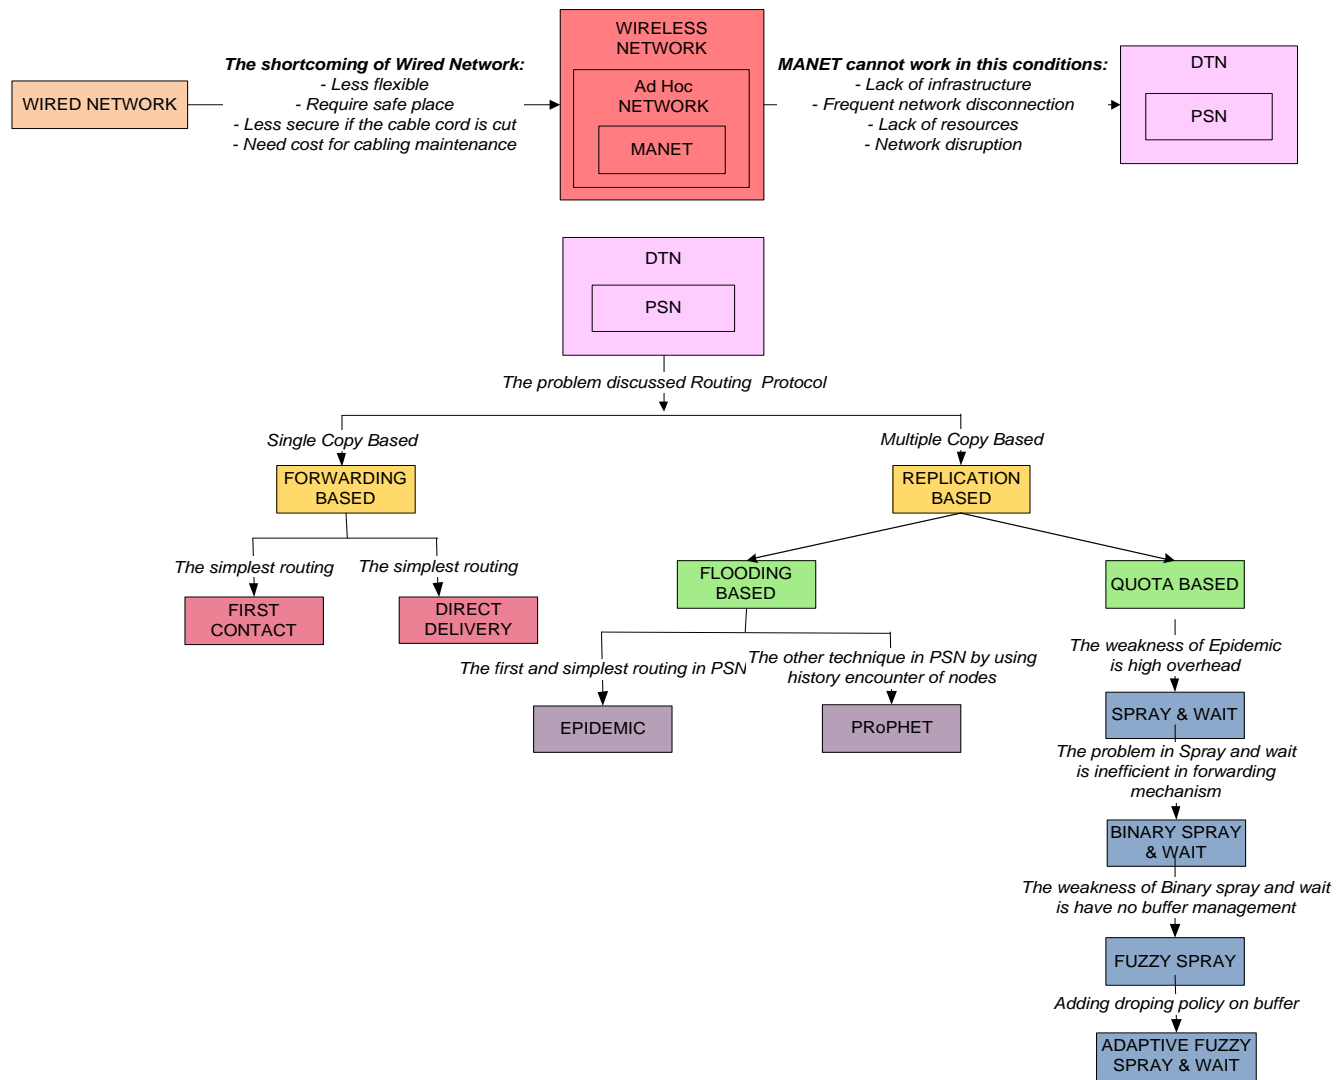 WIRED NETWORK
The shortcoming of Wired Network:
- Less flexible
- Require safe place
- Less secure if the cable cord is cut
- Need cost for cabling maintenance
WIRELESS
NETWORK
Ad Hoc
NETWORK
MANET
MANET cannot work in this conditions:
- Lack of infrastructure
- Frequent network disconnection
- Lack of resources
- Network disruption
DTN
PSN
DTN
PSN
The problem discussed Routing Protocol
Single Copy Based
Multiple Copy Based
FORWARDING
BASED
REPLICATION
BASED
The simplest routing
The simplest routing
FIRST
CONTACT
DIRECT
DELIVERY
FLOODING
BASED
QUOTA BASED
The first and simplest routing in PSN
The other technique in PSN by using
history encounter of nodes
EPIDEMIC
PRoPHET
The weakness of Epidemic
is high overhead
SPRAY & WAIT
The problem in Spray and wait
is inefficient in forwarding
mechanism
BINARY SPRAY
& WAIT
The weakness of Binary spray and wait
is have no buffer management
FUZZY SPRAY
Adding droping policy on buffer
ADAPTIVE FUZZY
SPRAY & WAIT